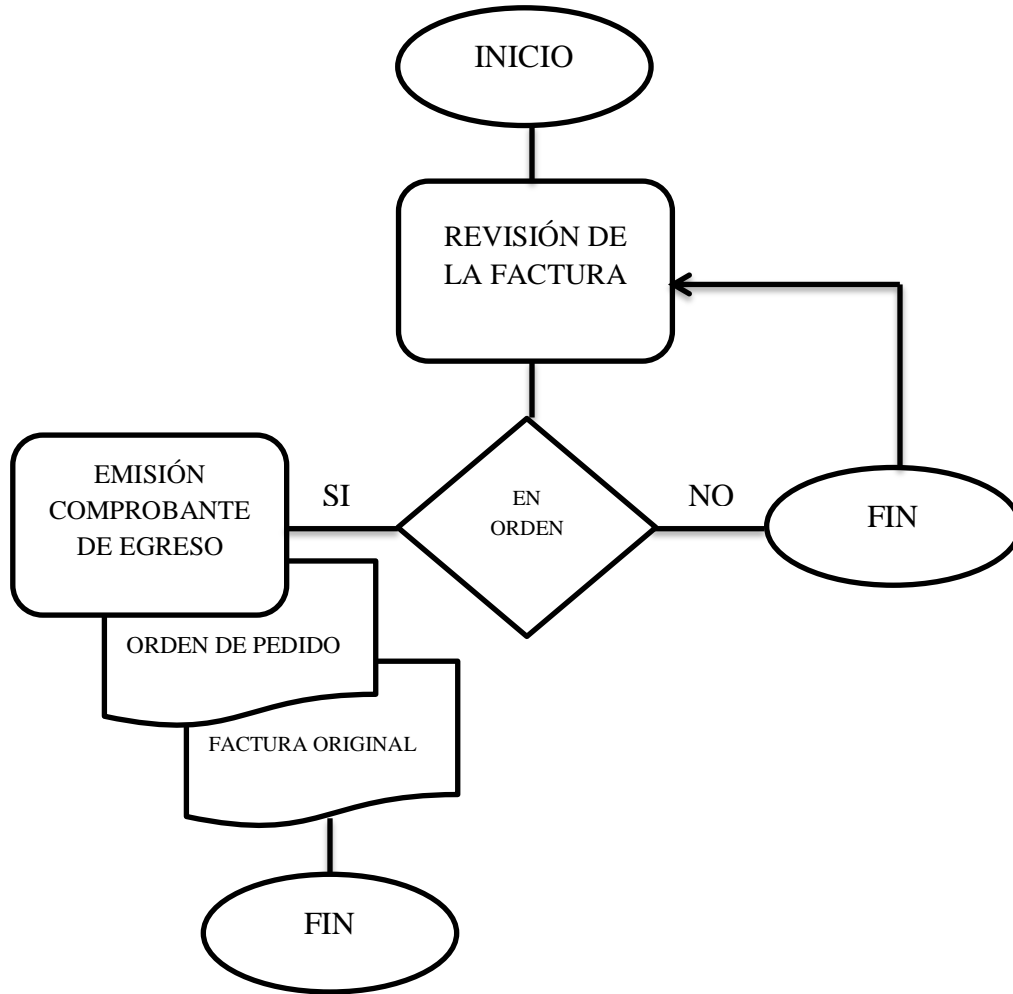 INICIO
REVISIÓN DE
LA FACTURA
EMISIÓN
COMPROBANTE
DE EGRESO
SI
EN
ORDEN
NO
FIN
ORDEN DE PEDIDO
FACTURA ORIGINAL
FIN